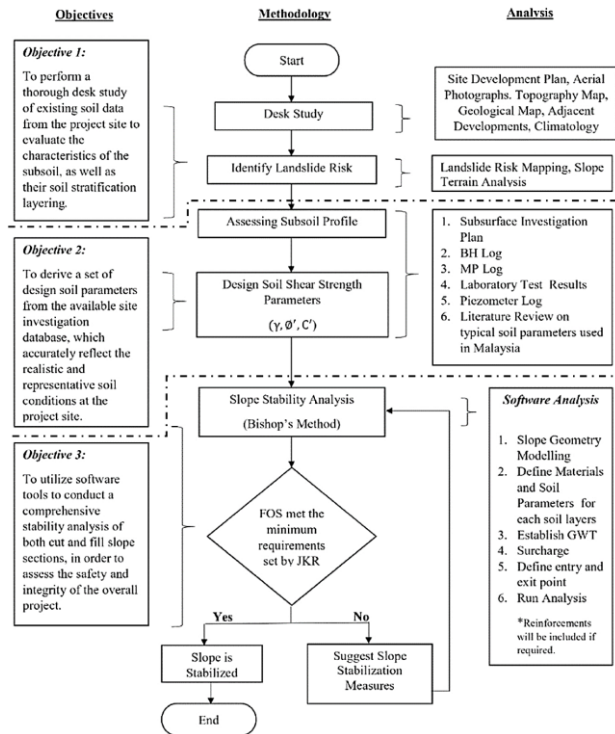 Objectives
Methodology
Analysis
Objective 1:
To perform a
thorough desk study
of existing soil data
from the project site to
evaluate the
characteristics of the
subsoil, as well as
their soil stratification
layering.
Objective 2:
To derive a set of
design soil parameters
from the available site
investigation
database, which
accurately reflect the
realistic and
representative soil
conditions at the
project site.
Objective 3:
To utilize software
tools to conduct a
comprehensive
stability analysis of
both cut and fill slope
sections, in order to
assess the safety and
integrity of the overall
project.
Start
Desk Study
Identify Landslide Risk
Assessing Subsoil Profile
Design Soil Shear Strength
Parameters
(γ, Ø', C')
Slope Stability Analysis
(Bishop's Method)
FOS met the
minimum
requirements
set by JKR
Yes
No
Slope is
Stabilized
Suggest Slope
Stabilization
Measures
End
Site Development Plan, Aerial
Photographs. Topography Map,
Geological Map, Adjacent
Developments, Climatology
Landslide Risk Mapping, Slope
Terrain Analysis
1. Subsurface Investigation
Plan
2. BH Log
3. MP Log
4. Laboratory Test Results
5. Piezometer Log
6. Literature Review on
typical soil parameters used
in Malaysia
Software Analysis
1. Slope Geometry
Modelling
2. Define Materials
and Soil
Parameters for
each soil layers
3. Establish GWT
4. Surcharge
5. Define entry and
exit point
6. Run Analysis
*Reinforcements
will be included if
required.